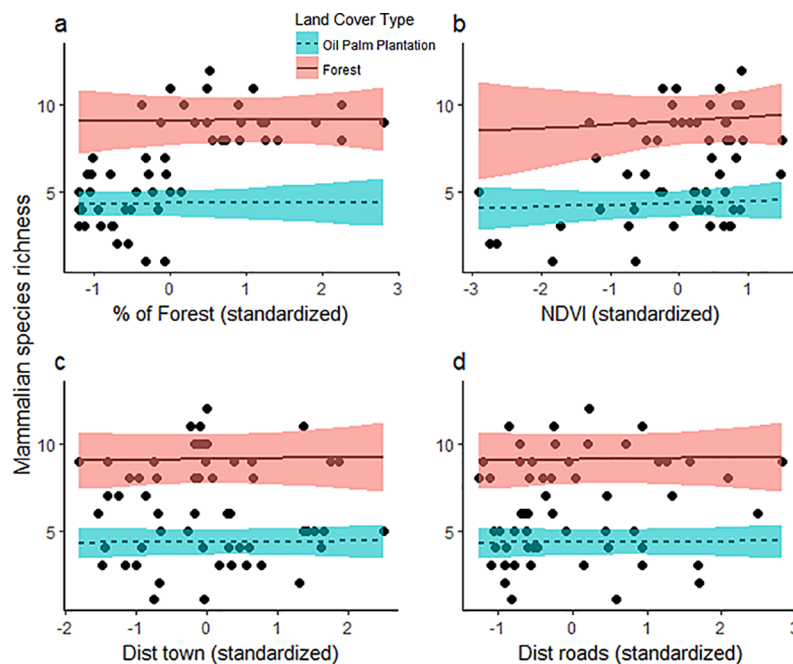 a
Land Cover Type
Oil Palm Plantation
Forest
b
10
5
-1 0 1 2 3
% of Forest (standardized)
10
5
-3 -2 -1 0 1
NDVI (standardized)
Mammalian species richness
c
10
5
0
-2 -1 0 1 2
Dist town (standardized)
d
10
5
0
-1 0 1 2 3
Dist roads (standardized)